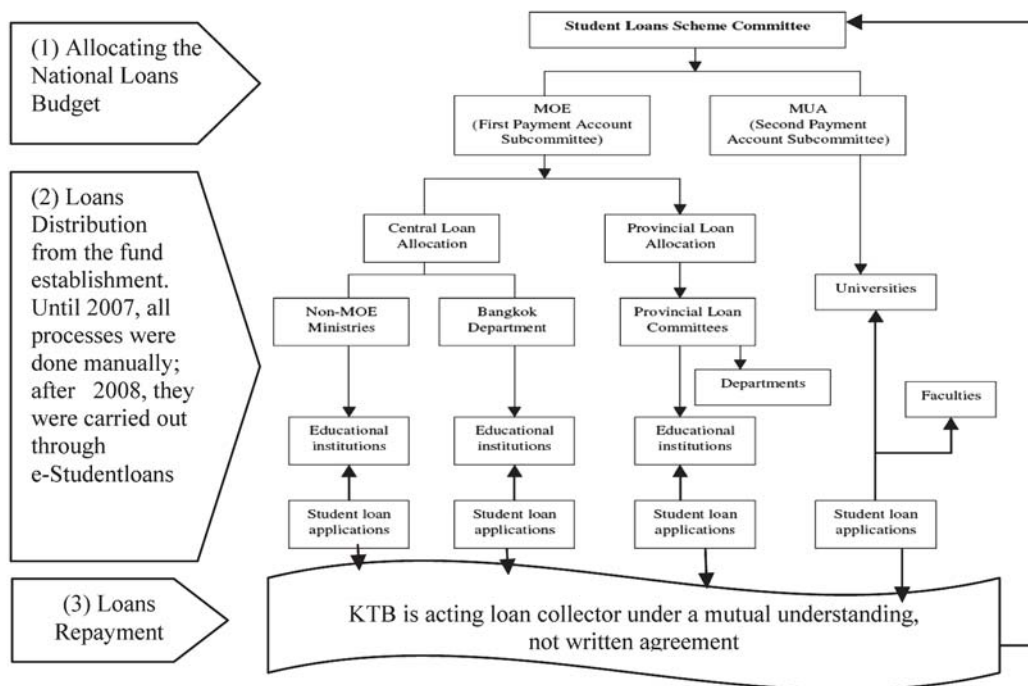 (1) Allocating the
National Loans
Budget
Student Loans Scheme Committee
MOE
(First Payment Account
Subcommittee)
MUA
(Second Payment
Account Subcommittee)
(2) Loans
Distribution
from the fund
establishment.
Until 2007, all
processes were
done manually;
after 2008, they
were carried out
through
e-Studentloans
Central Loan
Allocation
Provincial Loan
Allocation
Universities
Non-MOE
Ministries
Bangkok
Department
Provincial Loan
Committees
Departments
Faculties
Educational
institutions
Educational
institutions
Educational
institutions
Student loan
applications
Student loan
applications
Student loan
applications
Student loan
applications
(3) Loans
Repayment
KTB is acting loan collector under a mutual understanding,
not written agreement